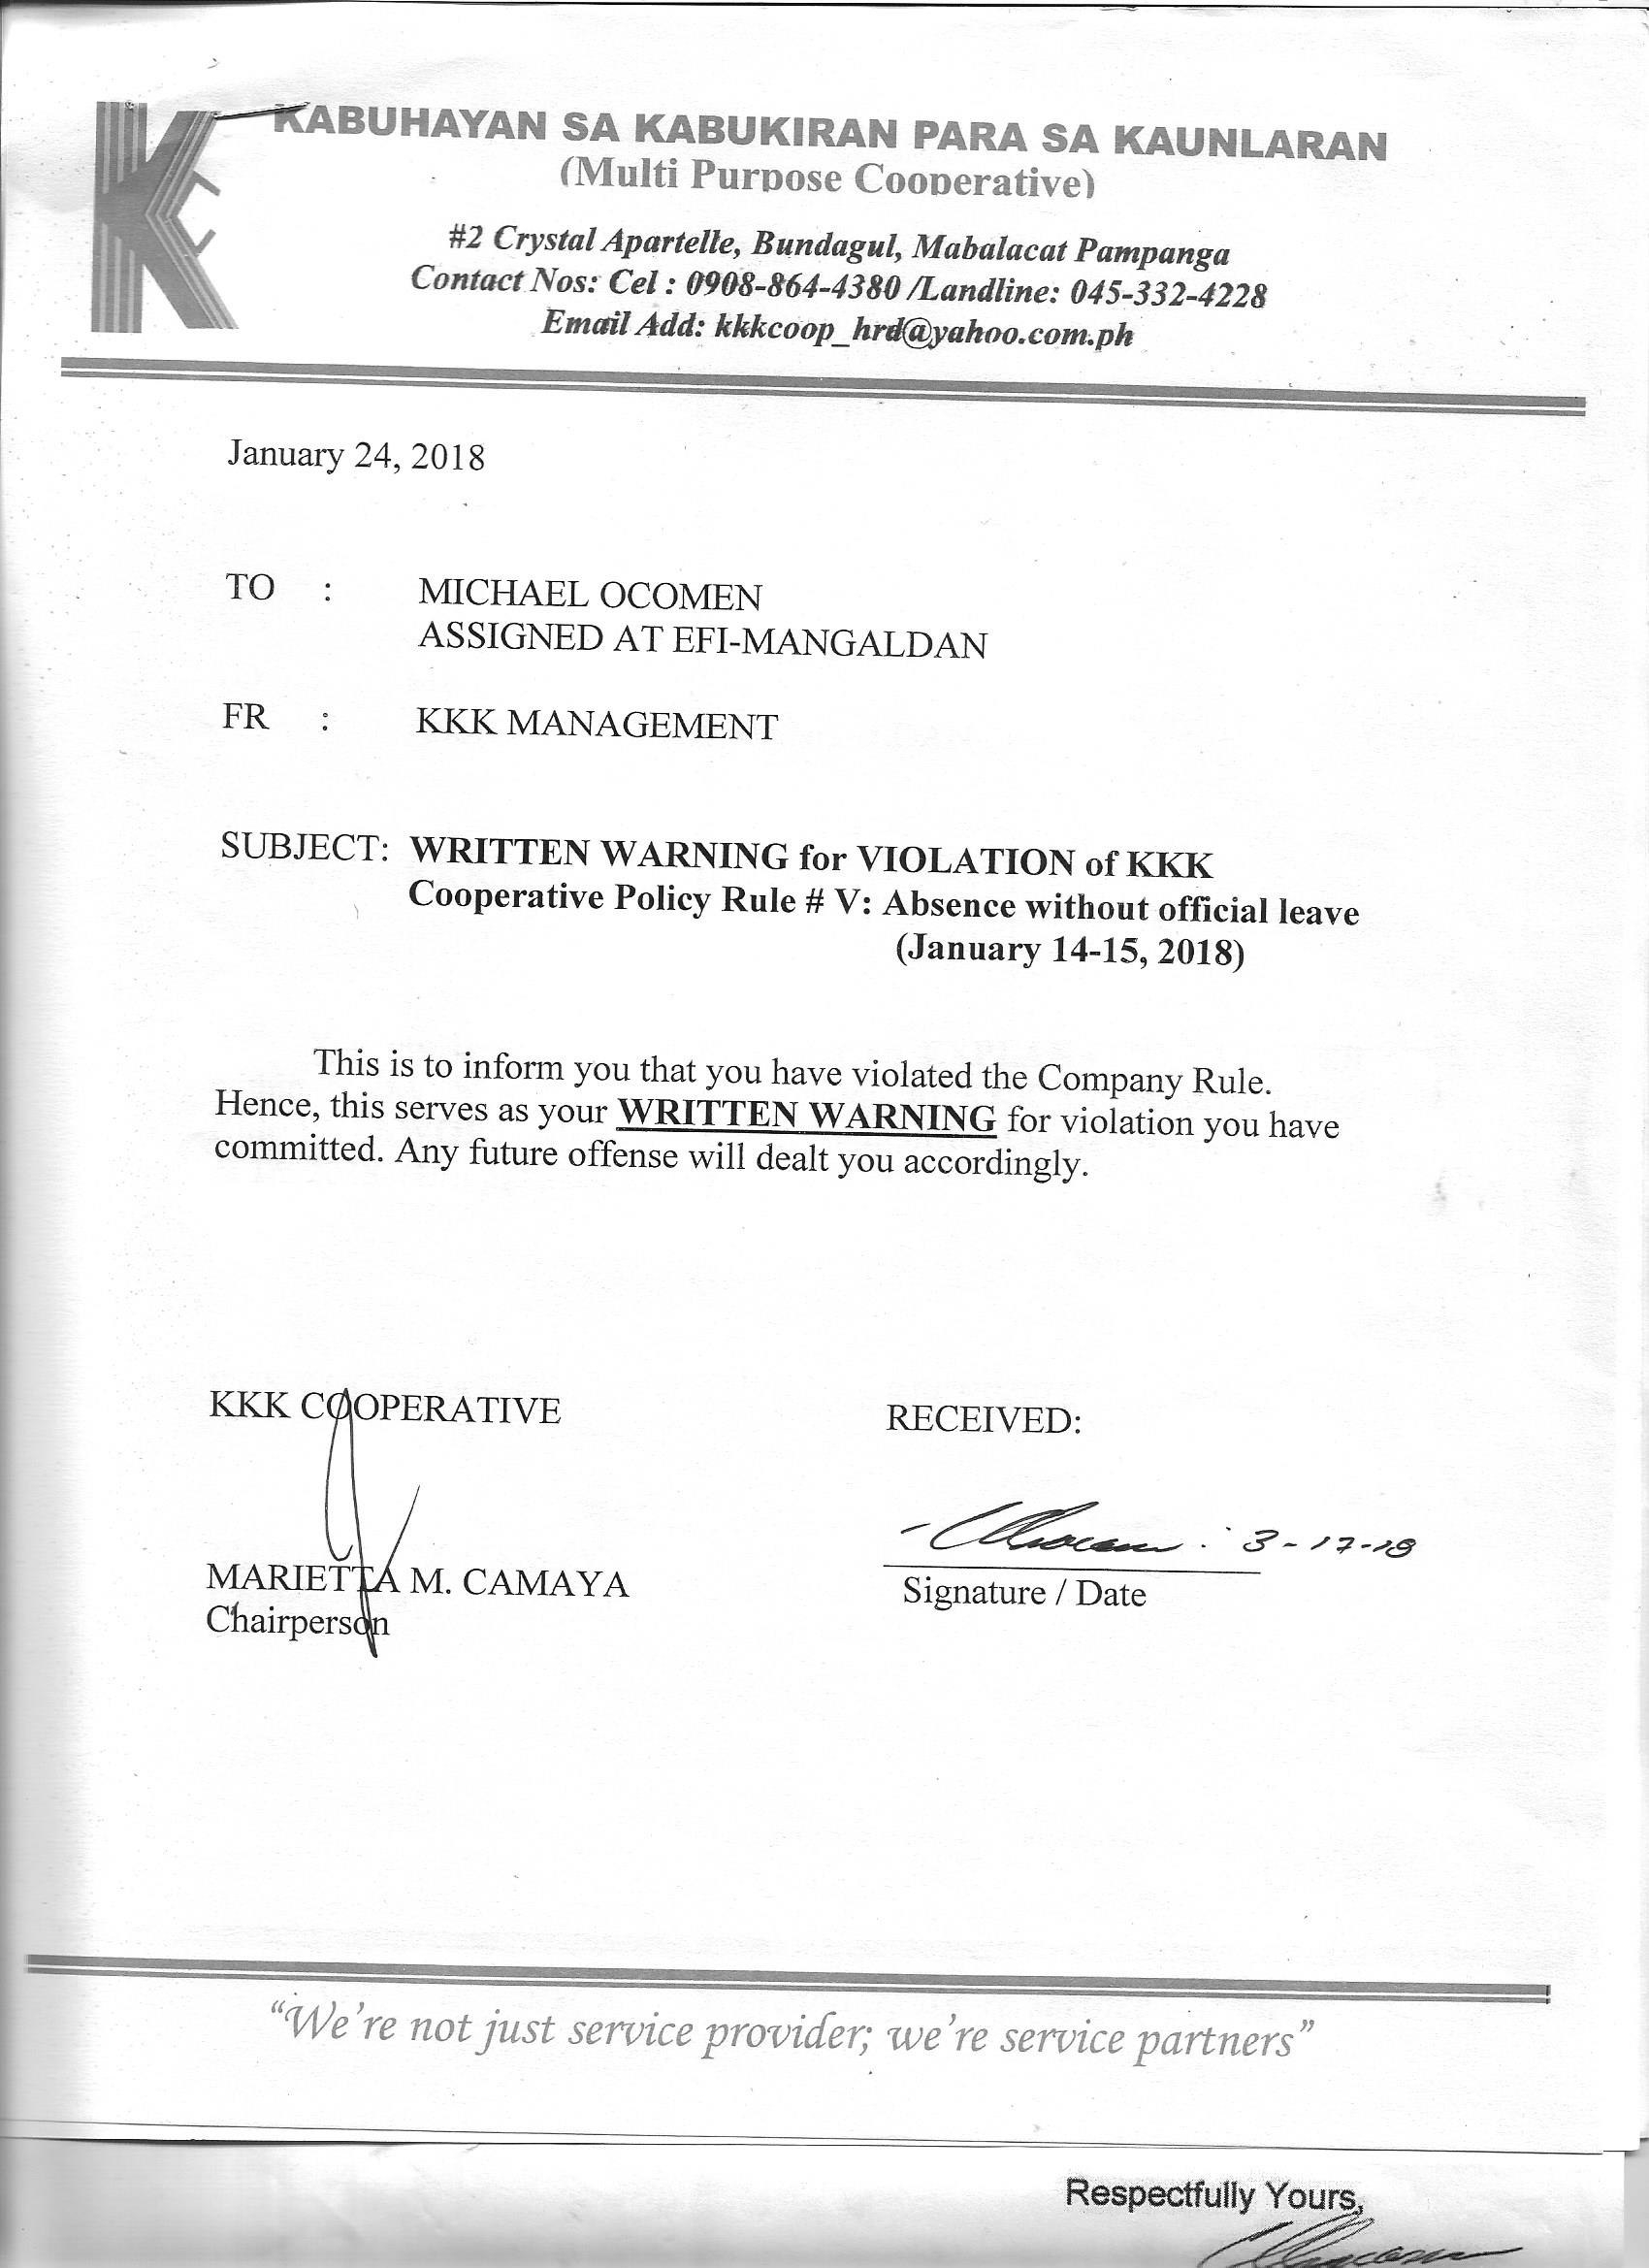 KABUHAYAN SA KABUKIRAN PARA SA KAUNLARAN
(Multi Purpose Cooperative)
#2 Crystal Apartelle, Bundagul, Mabalacat Pampanga
Contact Nos: Cel : 0908-864-4380 /Landline: 045-332-4228
Email Add: kkkcoop_hrd@yahoo.com.ph
January 24, 2018
TO : MICHAEL OCOMEN
ASSIGNED AT EFI-MANGALDAN
FR : KKK MANAGEMENT
SUBJECT: WRITTEN WARNING for VIOLATION of KKK
Cooperative Policy Rule # V: Absence without official leave
(January 14-15, 2018)
This is to inform you that you have violated the Company Rule.
Hence, this serves as your WRITTEN WARNING for violation you have
committed. Any future offense will dealt you accordingly.
KKK COOPERATIVE RECEIVED:
3-17-18
MARIETTA M. CAMAYA
Chairperson
Signature / Date
“We’re not just service provider; we’re service partners”
Respectfully Yours,